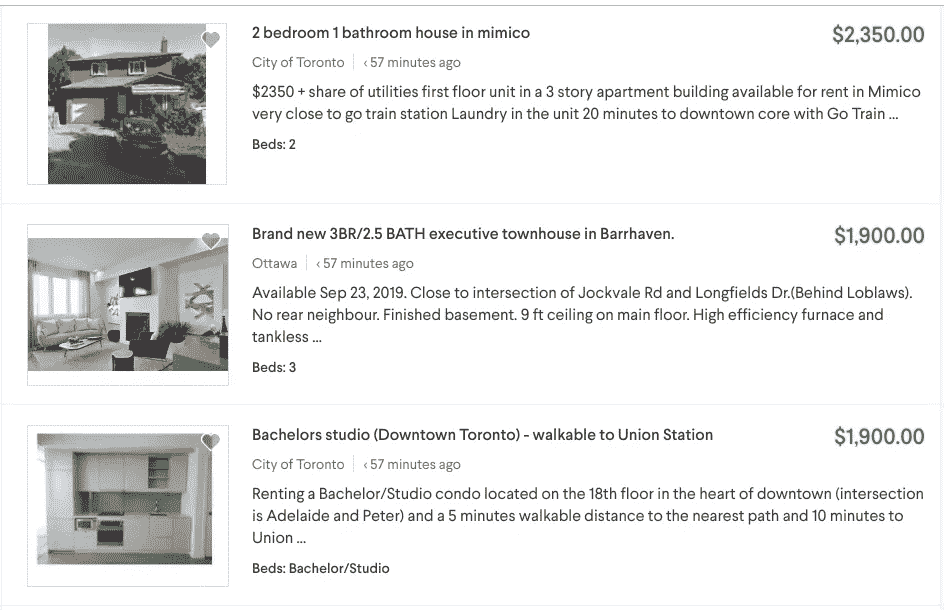 2 bedroom 1 bathroom house in mimico
$2,350.00
City of Toronto
< 57 minutes ago
$2350 + share of utilities first floor unit in a 3 story apartment building available for rent in Mimico
very close to go train station Laundry in the unit 20 minutes to downtown core with Go Train ...
Beds: 2
Brand new 3BR/2.5 BATH executive townhouse in Barrhaven.
$1,900.00
Ottawa
< 57 minutes ago
Available Sep 23, 2019. Close to intersection of Jockvale Rd and Longfields Dr.(Behind Loblaws).
No rear neighbour. Finished basement. 9 ft ceiling on main floor. High efficiency furnace and
tankless ...
Beds: 3
Bachelors studio (Downtown Toronto) - walkable to Union Station
$1,900.00
City of Toronto
< 57 minutes ago
Renting a Bachelor/Studio condo located on the 18th floor in the heart of downtown (intersection
is Adelaide and Peter) and a 5 minutes walkable distance to the nearest path and 10 minutes to
Union ...
Beds: Bachelor/Studio